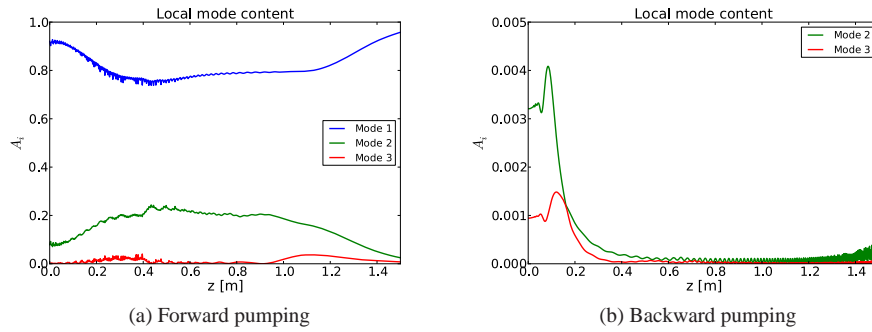 Local mode content
1.0
0.8
0.6
0.4
0.2
0.0
A_i
Mode 1
Mode 2
Mode 3
0.0 0.2 0.4 0.6 0.8 1.0 1.2 1.4
z [m]
(a) Forward pumping
Local mode content
0.005
0.004
0.003
0.002
0.001
0.000
A_i
Mode 2
Mode 3
0.0 0.2 0.4 0.6 0.8 1.0 1.2 1.4
z [m]
(b) Backward pumping